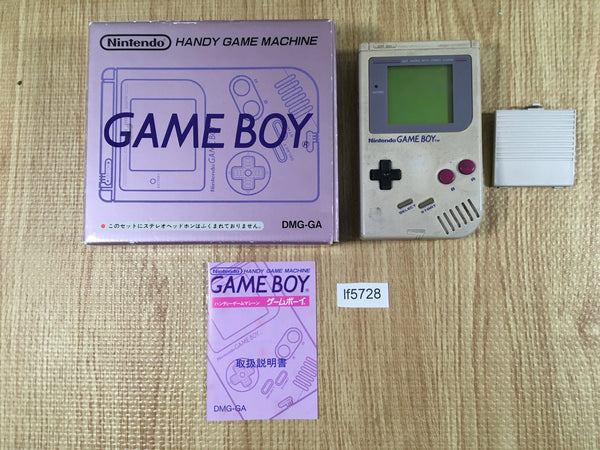 Nintendo HANDY GAME MACHINE
GAME BOY®
このセットにステレオヘッドホンはふくまれておりません。
DMG-GA
Nintendo GAME BOY™
B A
SELECT START
Nintendo HANDY GAME MACHINE
GAME BOY®
ハンディーゲームマシーン ゲームボーイ
取扱説明書
DMG-GA
lf5728